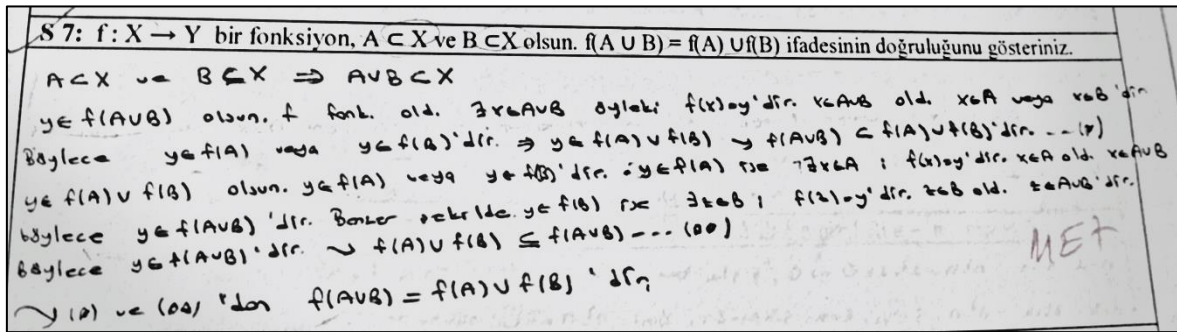 S 7: f : X → Y bir fonksiyon, A ⊂ X ve B ⊂ X olsun. f(A ∪ B) = f(A) ∪ f(B) ifadesinin doğruluğunu gösteriniz.
A ⊂ X ve B ⊆ X ⇒ A∪B ⊂ X
y ∈ f(A∪B) olsun. f fonk. old. ∃x∈A∪B öyleki f(x)=y'dir. x∈A∪B old. x∈A veya x∈B'dir
Böylece y∈f(A) veya y∈f(B)'dir. ⇒ y∈ f(A) ∪ f(B) ⤳ f(A∪B) ⊂ f(A)∪f(B)'dir. --- (*)
y∈ f(A) ∪ f(B) olsun. y∈f(A) veya y∈ f(B)'dir. • y∈f(A) ise ∃x∈A ; f(x)=y'dir. x∈A old. x∈A∪B
böylece y∈f(A∪B)'dir. Benzer şekilde. y∈ f(B) ise ∃z∈B ; f(z)=y'dir. z∈B old. z∈A∪B'dir.
Böylece y∈f(A∪B)'dir. ⤳ f(A)∪ f(B) ⊆ f(A∪B) --- (**)
⤳ (*) ve (**)'dan f(A∪B) = f(A) ∪ f(B)'dir